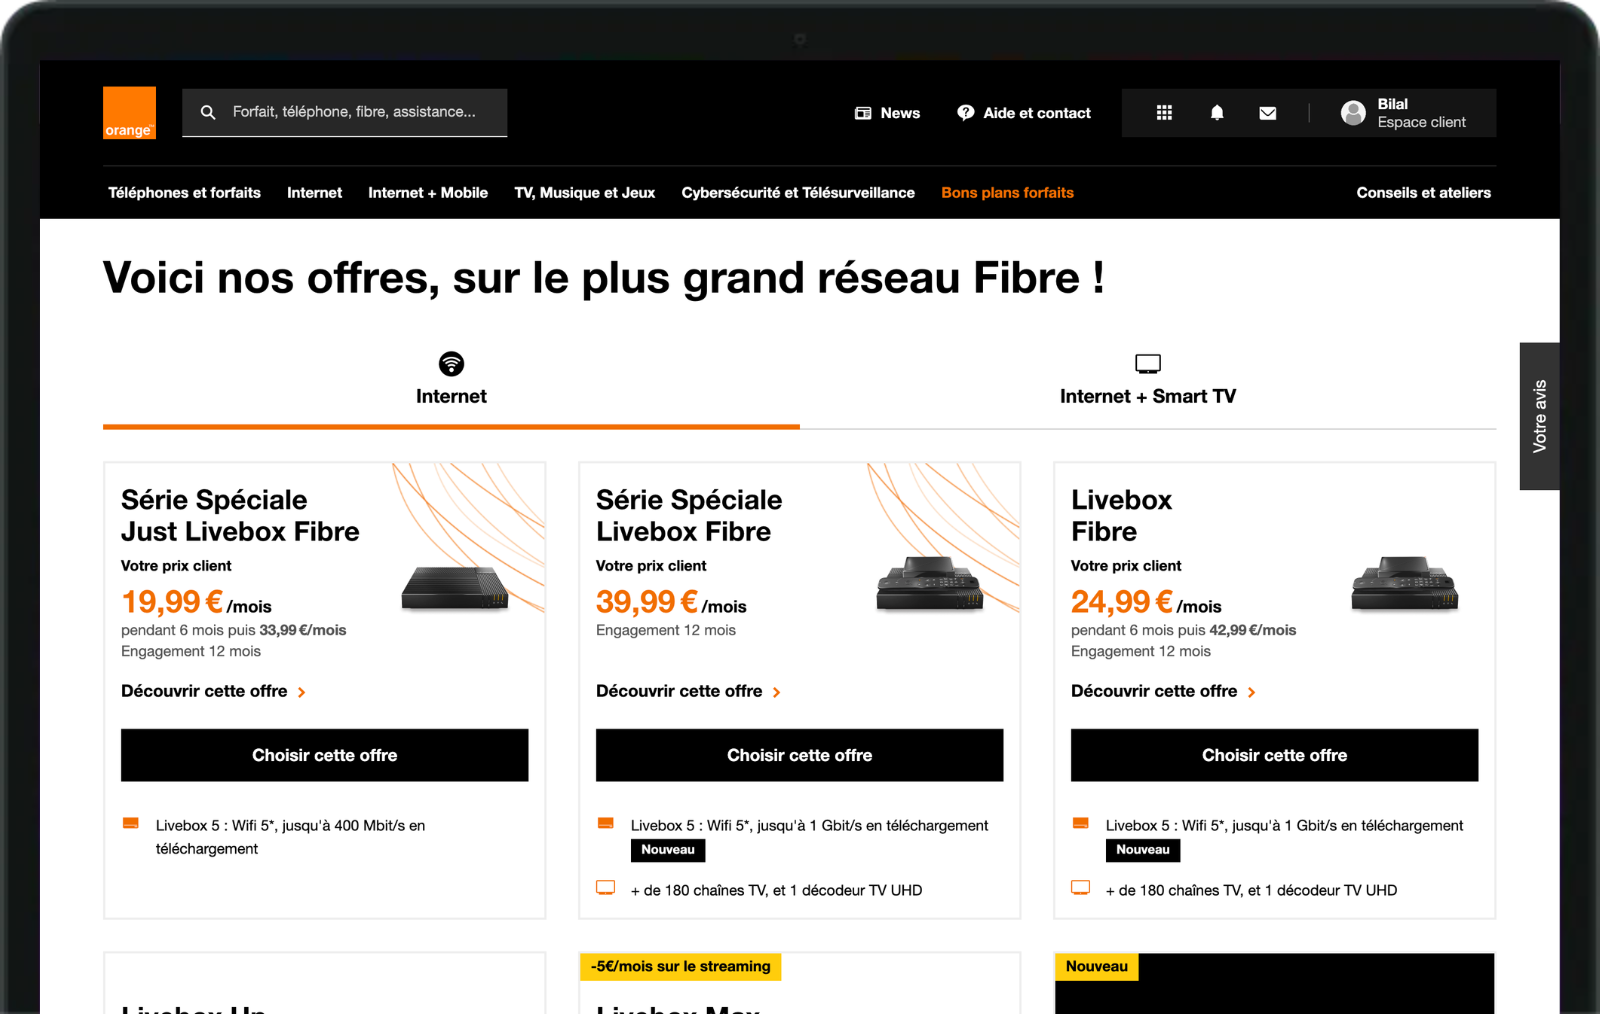 orange™
Forfait, téléphone, fibre, assistance...
News
Aide et contact
Bilal
Espace client
Téléphones et forfaits
Internet
Internet + Mobile
TV, Musique et Jeux
Cybersécurité et Télésurveillance
Bons plans forfaits
Conseils et ateliers
Voici nos offres, sur le plus grand réseau Fibre !
Internet
Internet + Smart TV
Votre avis
Série Spéciale
Just Livebox Fibre
Votre prix client
19,99 € /mois
pendant 6 mois puis 33,99 €/mois
Engagement 12 mois
Découvrir cette offre
Choisir cette offre
Livebox 5 : Wifi 5*, jusqu'à 400 Mbit/s en
téléchargement
Série Spéciale
Livebox Fibre
Votre prix client
39,99 € /mois
Engagement 12 mois
Découvrir cette offre
Choisir cette offre
Livebox 5 : Wifi 5*, jusqu'à 1 Gbit/s en téléchargement
Nouveau
+ de 180 chaînes TV, et 1 décodeur TV UHD
Livebox
Fibre
Votre prix client
24,99 € /mois
pendant 6 mois puis 42,99 €/mois
Engagement 12 mois
Découvrir cette offre
Choisir cette offre
Livebox 5 : Wifi 5*, jusqu'à 1 Gbit/s en téléchargement
Nouveau
+ de 180 chaînes TV, et 1 décodeur TV UHD
Livebox Up
-5€/mois sur le streaming
Livebox Max
Nouveau